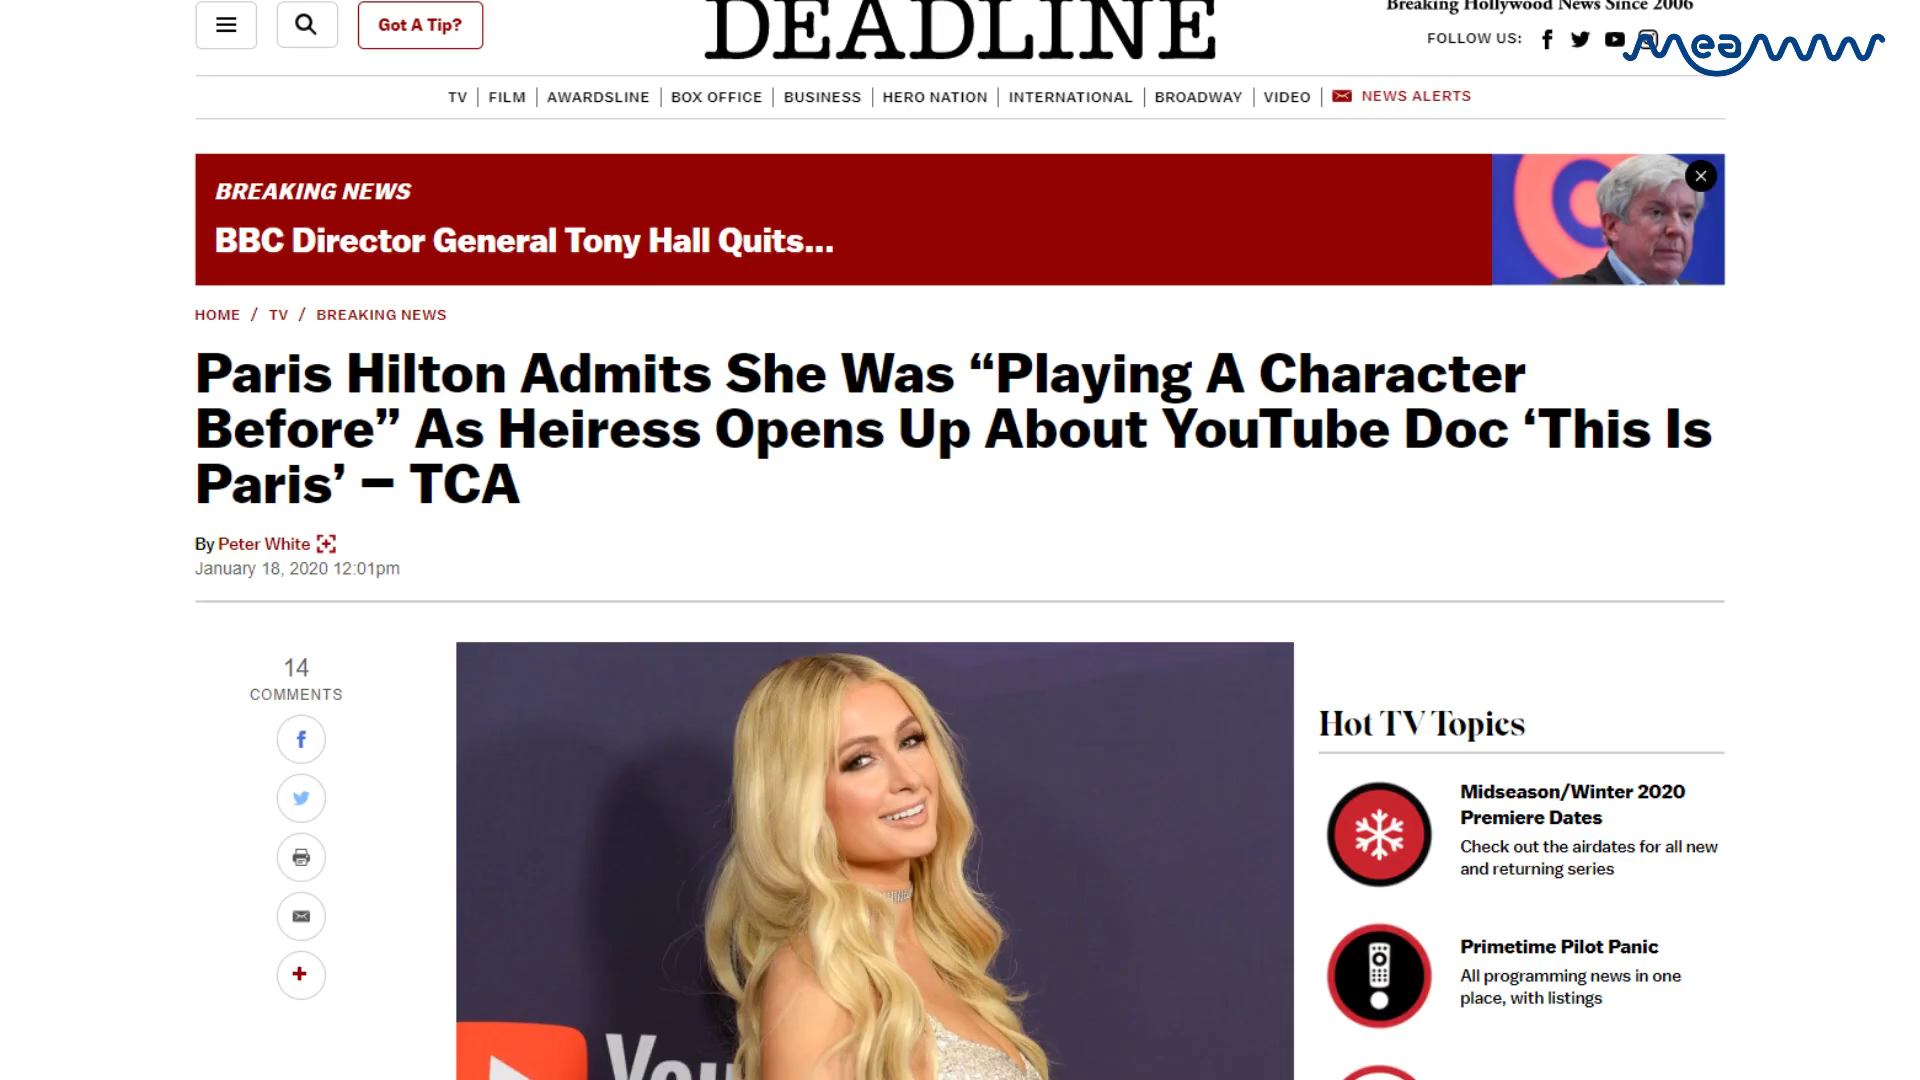 Got A Tip?
DEADLINE
Breaking Hollywood News Since 2006
FOLLOW US:
meaww
TV | FILM | AWARDSLINE | BOX OFFICE | BUSINESS | HERO NATION | INTERNATIONAL | BROADWAY | VIDEO | NEWS ALERTS
BREAKING NEWS
BBC Director General Tony Hall Quits...
HOME / TV / BREAKING NEWS
Paris Hilton Admits She Was “Playing A Character
Before” As Heiress Opens Up About YouTube Doc ‘This Is
Paris’ – TCA
By Peter White
January 18, 2020 12:01pm
14
COMMENTS
You
Hot TV Topics
Midseason/Winter 2020
Premiere Dates
Check out the airdates for all new
and returning series
Primetime Pilot Panic
All programming news in one
place, with listings